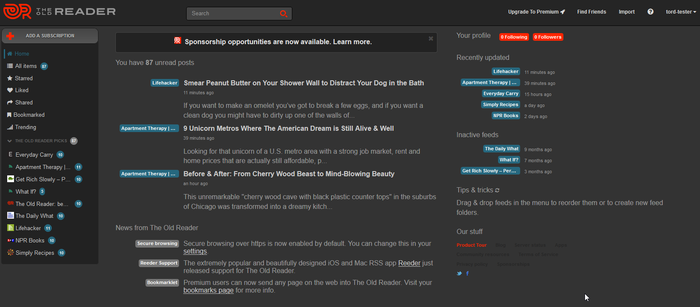 THE OLD READER
Search
Upgrade To Premium
Find Friends
Import
tord-tester
ADD A SUBSCRIPTION
Home
All items 87
Starred
Liked
Shared
Bookmarked
Trending
THE OLD READER PICKS 87
Everyday Carry 10
Apartment Therapy |... 11
Get Rich Slowly – Per... 10
What If? 3
The Old Reader: be... 10
The Daily What 10
Lifehacker 11
NPR Books 12
Simply Recipes 10
Sponsorship opportunities are now available. Learn more.
You have 87 unread posts
Lifehacker
Smear Peanut Butter on Your Shower Wall to Distract Your Dog in the Bath
11 minutes ago
If you want to make an omelet you've got to break a few eggs, and if you want a
clean dog you might have to dirty up one of the walls of...
Apartment Therapy | ...
9 Unicorn Metros Where The American Dream is Still Alive & Well
39 minutes ago
Looking for that unicorn of a U.S. metro area with a strong job market, rent and
home prices that are actually still affordable, p...
Apartment Therapy | ...
Before & After: From Cherry Wood Beast to Mind-Blowing Beauty
an hour ago
This unremarkable "cherry wood cave with black plastic counter tops" in the suburbs
of Chicago was transformed into a dreamy kitch...
News from The Old Reader
Secure browsing
Secure browsing over https is now enabled by default. You can change this in your
settings.
Reeder Support
The extremely popular and beautifully designed iOS and Mac RSS app Reeder just
released support for The Old Reader.
Bookmarklet
Premium users can now send any page on the web into The Old Reader. Visit your
bookmarks page for more info.
Your profile
0 Following
0 Followers
Recently updated
Lifehacker 11 minutes ago
Apartment Therapy | ... 39 minutes ago
Everyday Carry 15 hours ago
Simply Recipes a day ago
NPR Books 2 days ago
Inactive feeds
The Daily What 9 months ago
What If? 7 months ago
Get Rich Slowly – Per... 3 months ago
Tips & tricks
Drag & drop feeds in the menu to reorder them or to create new feed
folders.
Our stuff
Product Tour